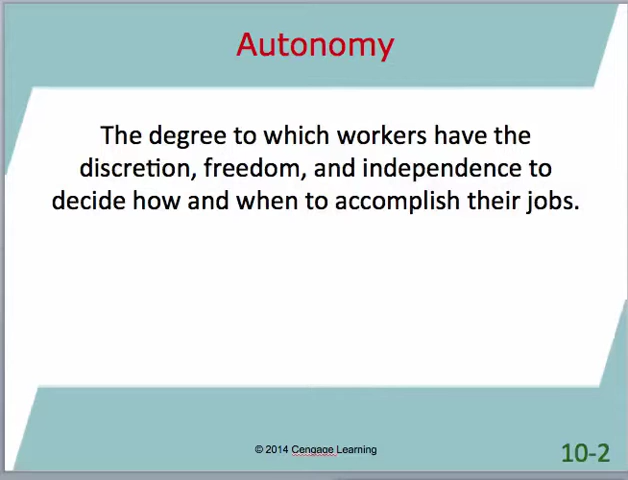 Autonomy
The degree to which workers have the
discretion, freedom, and independence to
decide how and when to accomplish their jobs.
© 2014 Cengage Learning
10-2